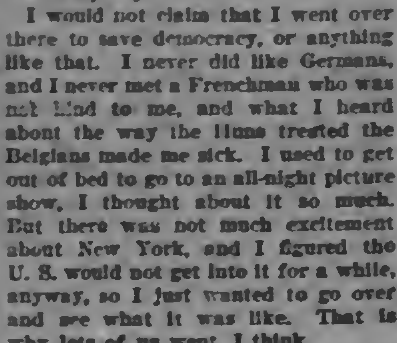 I would not claim that I went over
there to save democracy, or anything
like that. I never did like Germans,
and I never met a Frenchman who was
not kind to me, and what I heard
about the way the Huns treated the
Belgians made me sick. I used to get
out of bed to go to an all-night picture
show, I thought about it so much.
But there was not much excitement
about New York, and I figured the
U. S. would not get into it for a while,
anyway, so I just wanted to go over
and see what it was like. That is
why lots of us went, I think